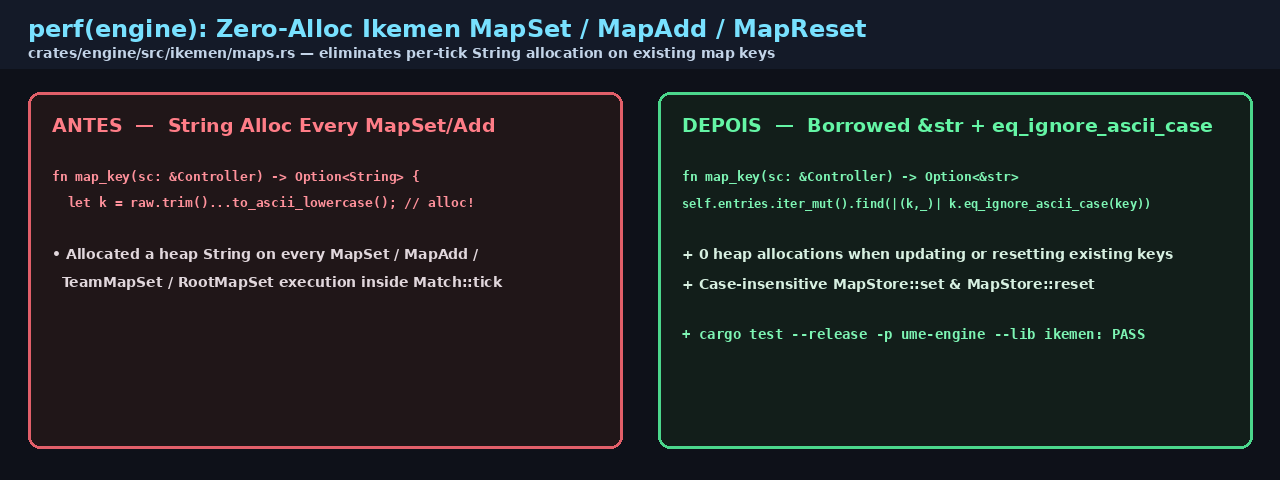 perf(engine): Zero-Alloc Ikemen MapSet / MapAdd / MapReset
crates/engine/src/ikemen/maps.rs — eliminates per-tick String allocation on existing map keys
ANTES — String Alloc Every MapSet/Add
fn map_key(sc: &Controller) -> Option<String> {
let k = raw.trim()...to_ascii_lowercase(); // alloc!
• Allocated a heap String on every MapSet / MapAdd /
TeamMapSet / RootMapSet execution inside Match::tick
DEPOIS — Borrowed &str + eq_ignore_ascii_case
fn map_key(sc: &Controller) -> Option<&str>
self.entries.iter_mut().find(|(k,_)| k.eq_ignore_ascii_case(key))
+ 0 heap allocations when updating or resetting existing keys
+ Case-insensitive MapStore::set & MapStore::reset
+ cargo test --release -p ume-engine --lib ikemen: PASS